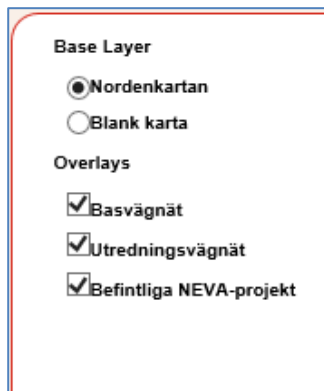 Base Layer
Nordenkartan
Blank karta
Overlays
Basvägnät
Utredningsvägnät
Befintliga NEVA-projekt